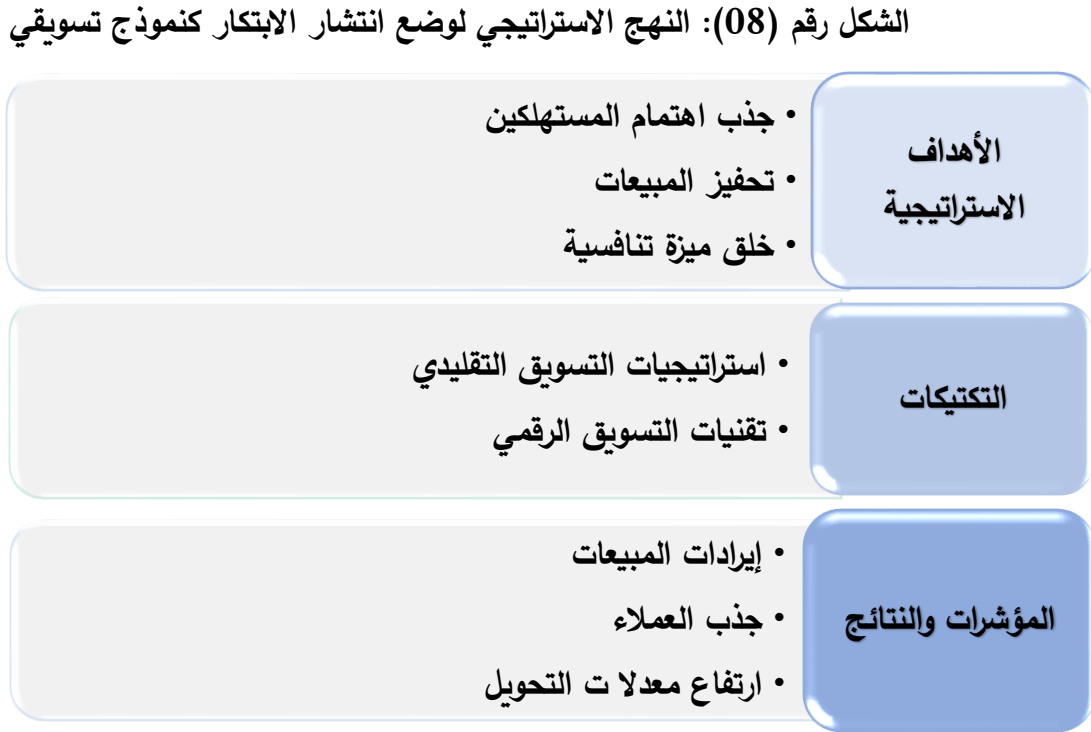 الشكل رقم (08): النهج الاستراتيجي لوضع انتشار الابتكار كنموذج تسويقي
الأهداف
الاستراتيجية
• جذب اهتمام المستهلكين
• تحفيز المبيعات
• خلق ميزة تنافسية
التكتيكات
• استراتيجيات التسويق التقليدي
• تقنيات التسويق الرقمي
المؤشرات والنتائج
• إيرادات المبيعات
• جذب العملاء
• ارتفاع معدلا ت التحويل